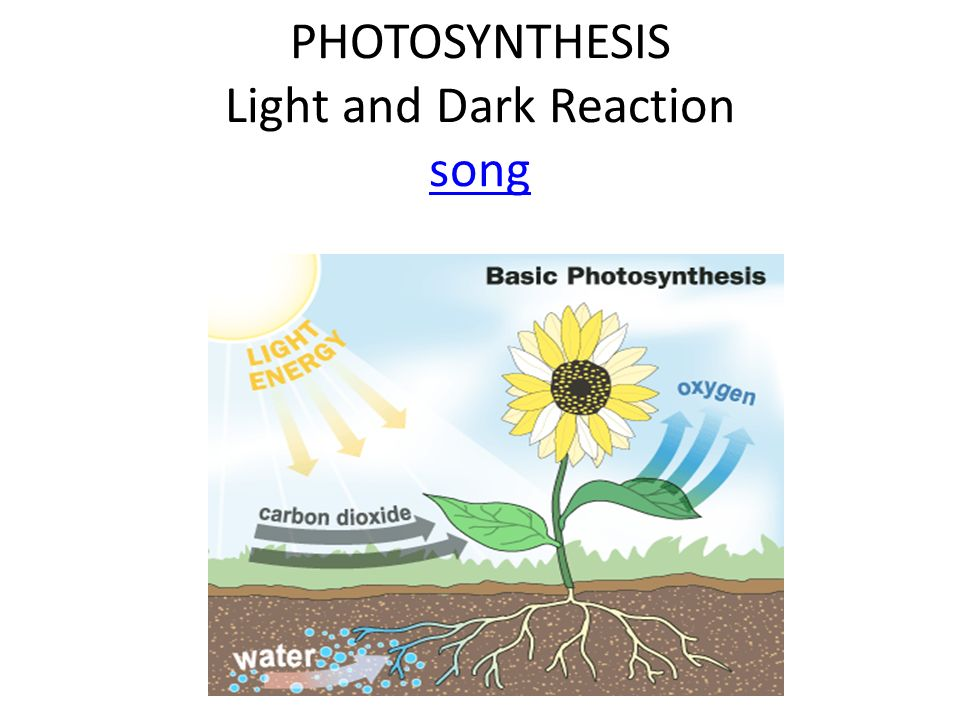 PHOTOSYNTHESIS
Light and Dark Reaction
song
Basic Photosynthesis
LIGHT
ENERGY
oxygen
carbon dioxide
water